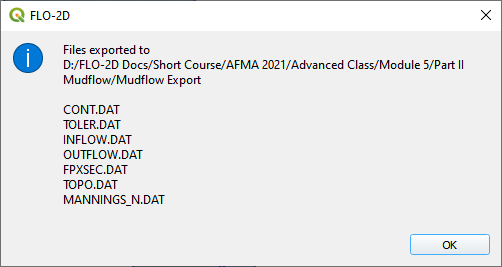 FLO-2D
Files exported to
D:/FLO-2D Docs/Short Course/AFMA 2021/Advanced Class/Module 5/Part II
Mudflow/Mudflow Export
CONT.DAT
TOLER.DAT
INFLOW.DAT
OUTFLOW.DAT
FPXSEC.DAT
TOPO.DAT
MANNINGS_N.DAT
OK